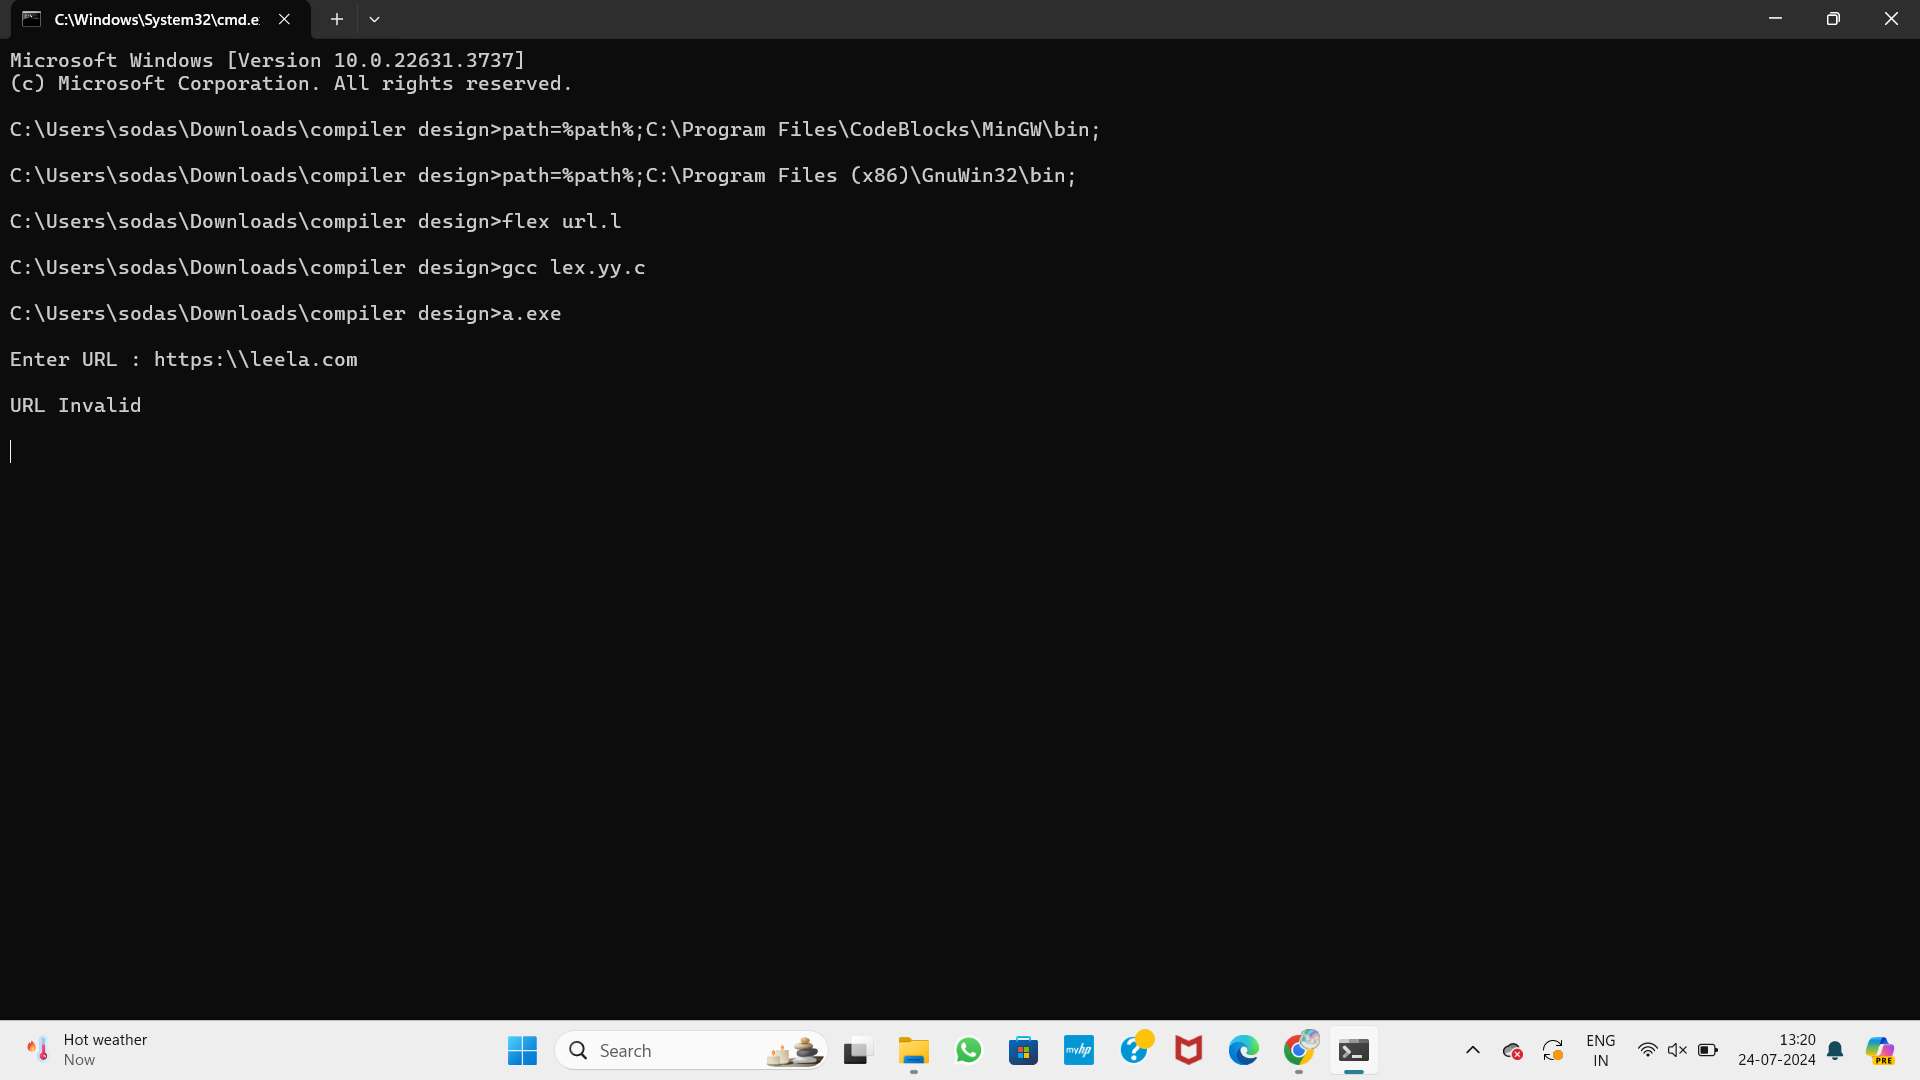 C:\Windows\System32\cmd.e
Microsoft Windows [Version 10.0.22631.3737]
(c) Microsoft Corporation. All rights reserved.
C:\Users\sodas\Downloads\compiler design>path=%path%;C:\Program Files\CodeBlocks\MinGW\bin;
C:\Users\sodas\Downloads\compiler design>path=%path%;C:\Program Files (x86)\GnuWin32\bin;
C:\Users\sodas\Downloads\compiler design>flex url.l
C:\Users\sodas\Downloads\compiler design>gcc lex.yy.c
C:\Users\sodas\Downloads\compiler design>a.exe
Enter URL : https:\\leela.com
URL Invalid
Hot weather
Now
Search
myhp
ENG
IN
13:20
24-07-2024
PRE